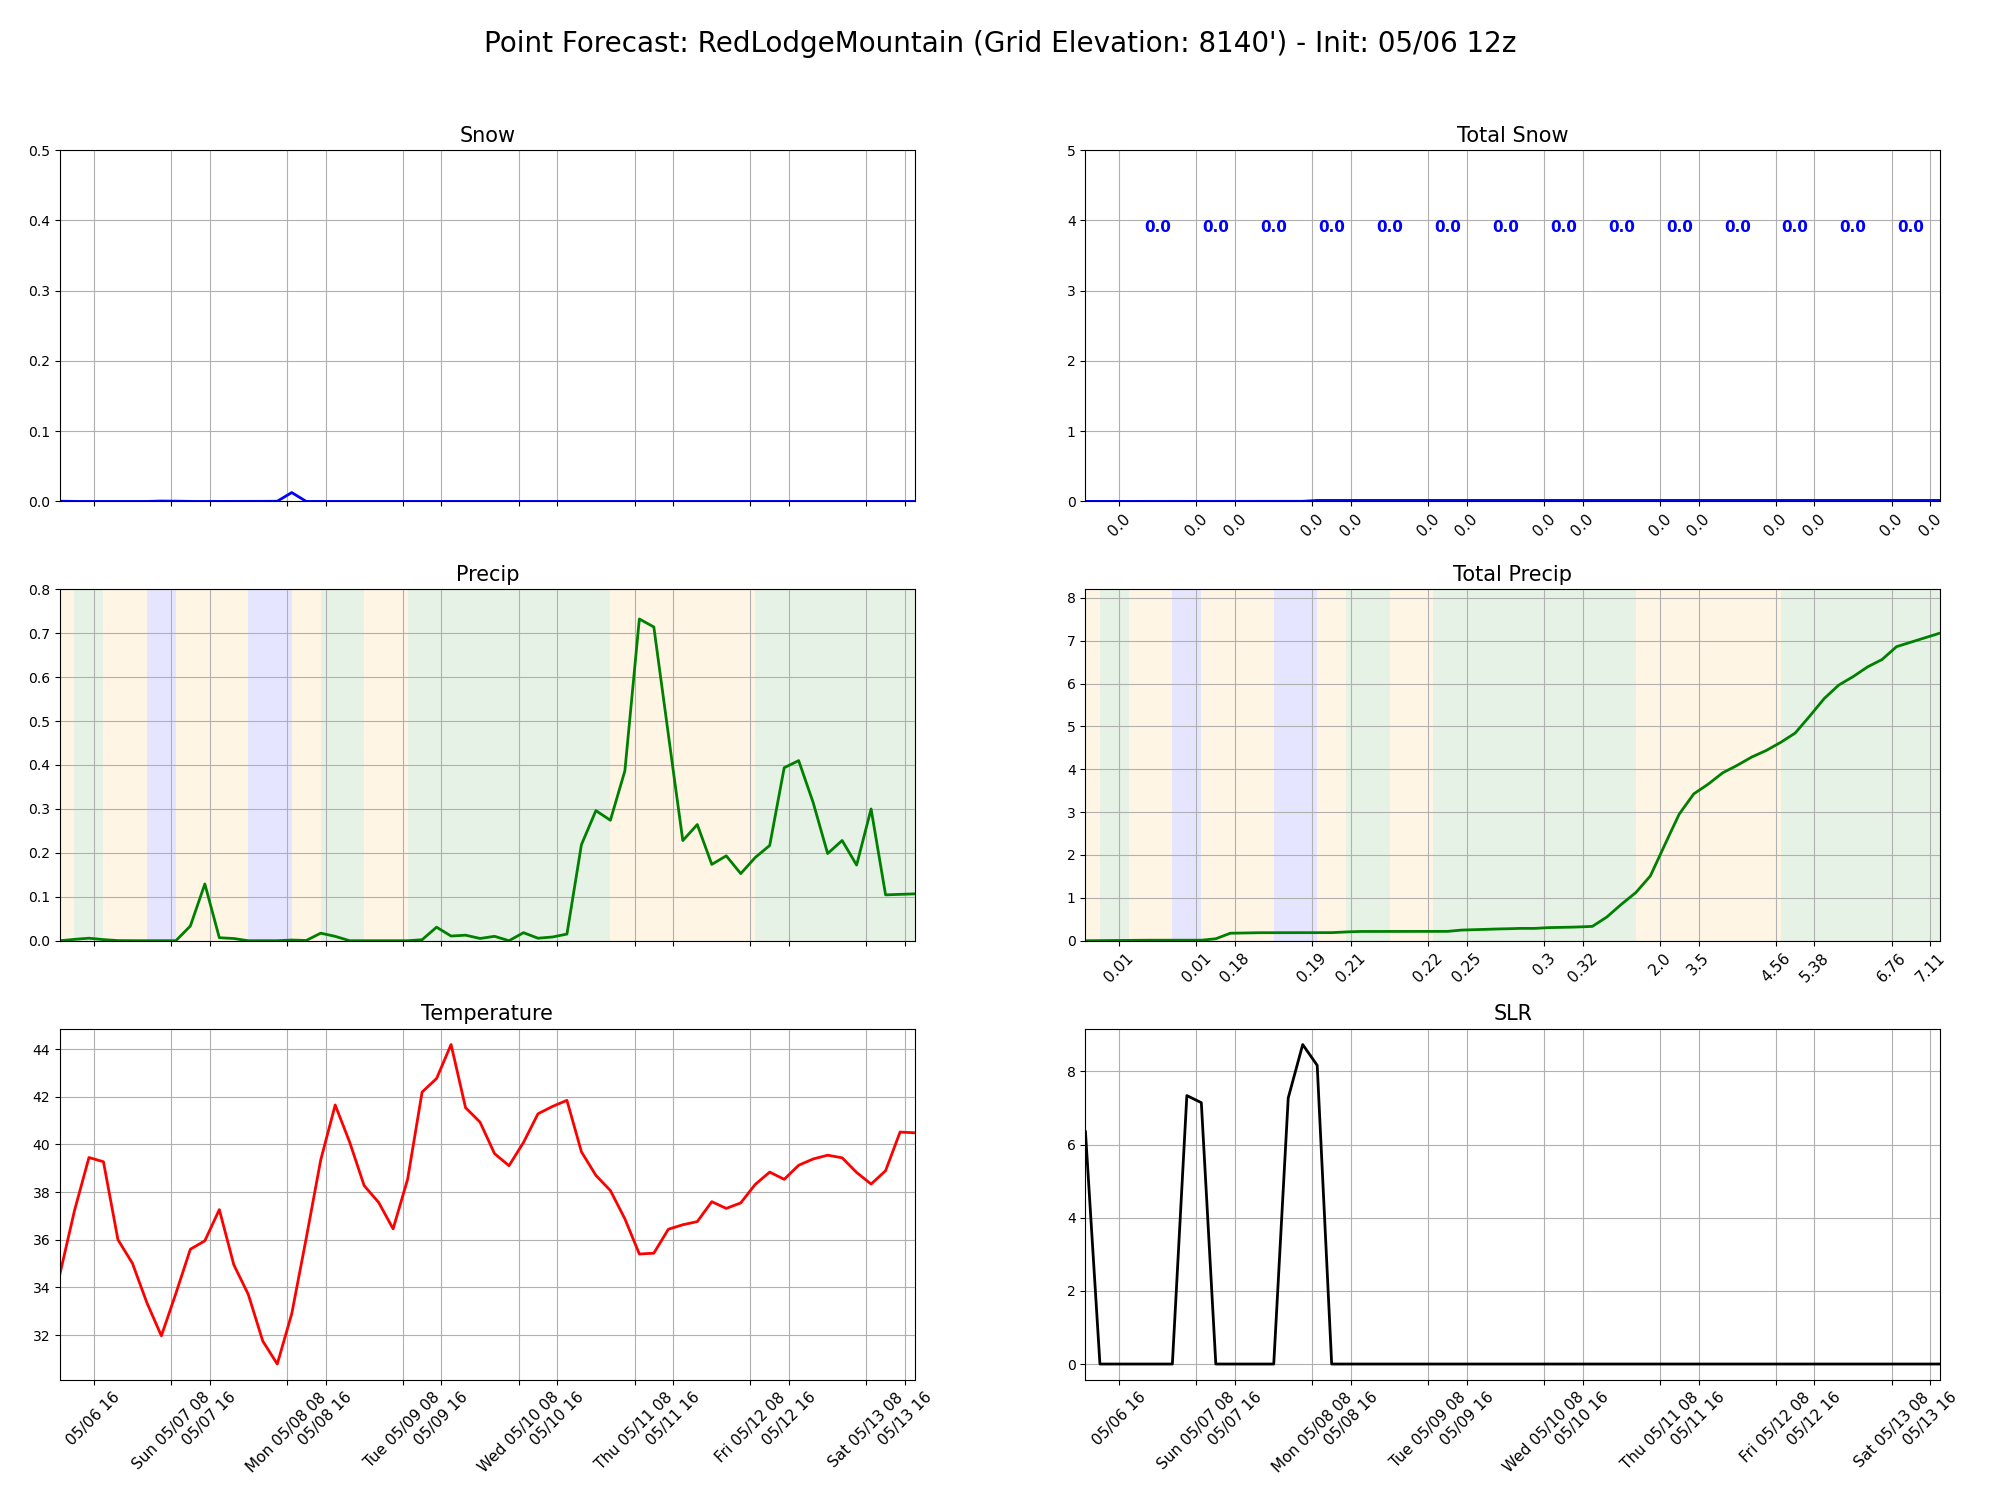 Point Forecast: RedLodgeMountain (Grid Elevation: 8140') - Init: 05/06 12z
Snow
0.5
0.4
0.3
0.2
0.1
0.0
Total Snow
5
4
3
2
1
0
0.0 0.0 0.0 0.0 0.0 0.0 0.0 0.0 0.0 0.0 0.0 0.0 0.0 0.0
0.0 0.0 0.0 0.0 0.0 0.0 0.0 0.0 0.0 0.0 0.0 0.0 0.0 0.0 0.0
Precip
0.8
0.7
0.6
0.5
0.4
0.3
0.2
0.1
0.0
Total Precip
8
7
6
5
4
3
2
1
0
0.01 0.01 0.18 0.19 0.21 0.22 0.25 0.3 0.32 2.0 3.5 4.56 5.38 6.76 7.11
Temperature
44
42
40
38
36
34
32
05/06 16
Sun 05/07 08
05/07 16
Mon 05/08 08
05/08 16
Tue 05/09 08
05/09 16
Wed 05/10 08
05/10 16
Thu 05/11 08
05/11 16
Fri 05/12 08
05/12 16
Sat 05/13 08
05/13 16
SLR
8
6
4
2
0
05/06 16
Sun 05/07 08
05/07 16
Mon 05/08 08
05/08 16
Tue 05/09 08
05/09 16
Wed 05/10 08
05/10 16
Thu 05/11 08
05/11 16
Fri 05/12 08
05/12 16
Sat 05/13 08
05/13 16